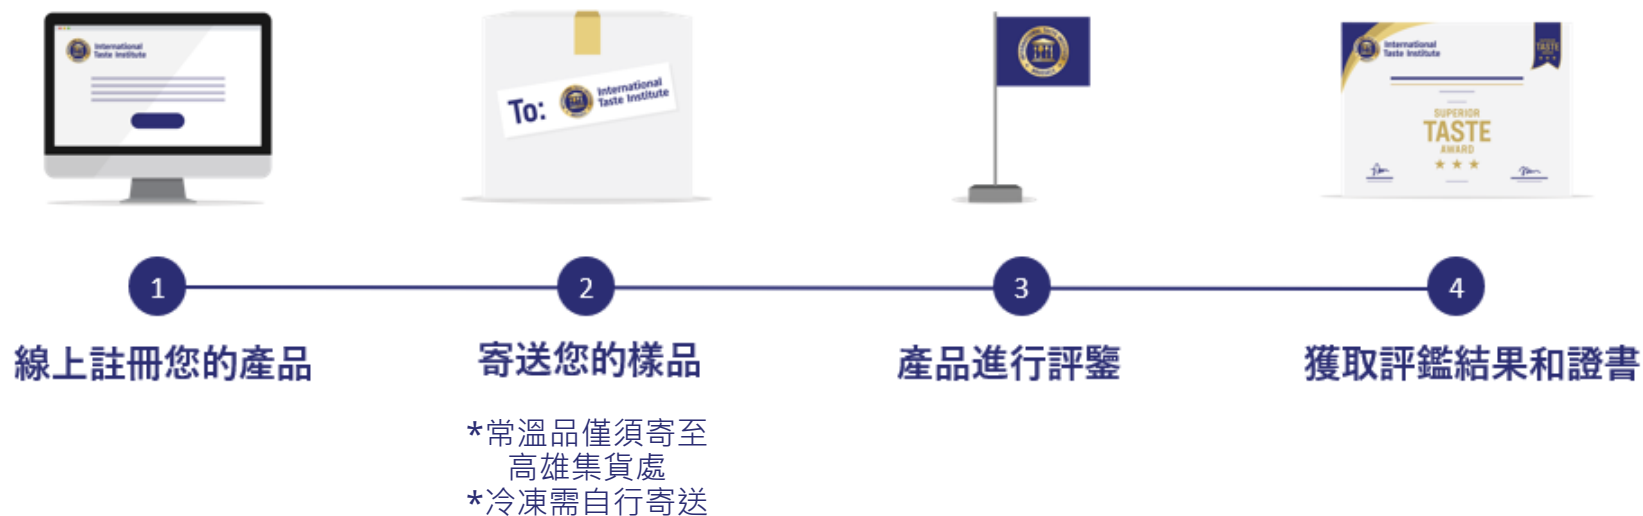 International
Taste Institute
To:
International
Taste Institute
International
Taste Institute
SUPERIOR
TASTE
AWARD
TASTE
1
2
3
4
線上註冊您的產品
寄送您的樣品
產品進行評鑒
獲取評鑑結果和證書
*常溫品僅須寄至
高雄集貨處
*冷凍需自行寄送